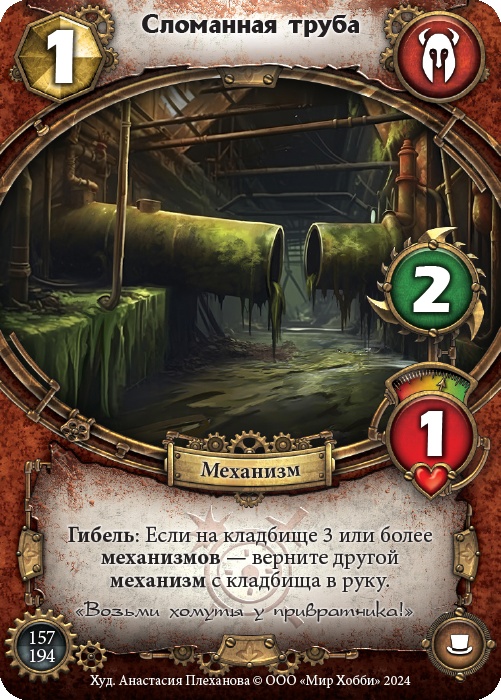 1
Сломанная труба
2
1
Механизм
Гибель: Если на кладбище 3 или более
механизмов — верните другой
механизм с кладбища в руку.
«Возьми хомуты у привратника!»
157
194
Худ. Анастасия Плеханова © ООО «Мир Хобби» 2024